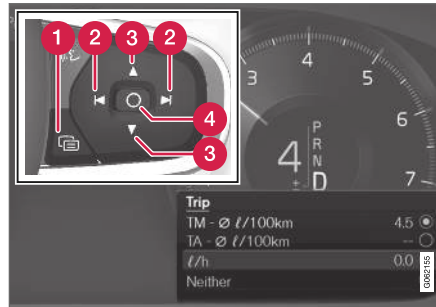 1
2
3
2
4
3
3
4
5
6
7
4
P
R
N
D
±
Trip
TM - Ø ℓ/100km 4.5
TA - Ø ℓ/100km --
ℓ/h 0.0
Neither
G062155